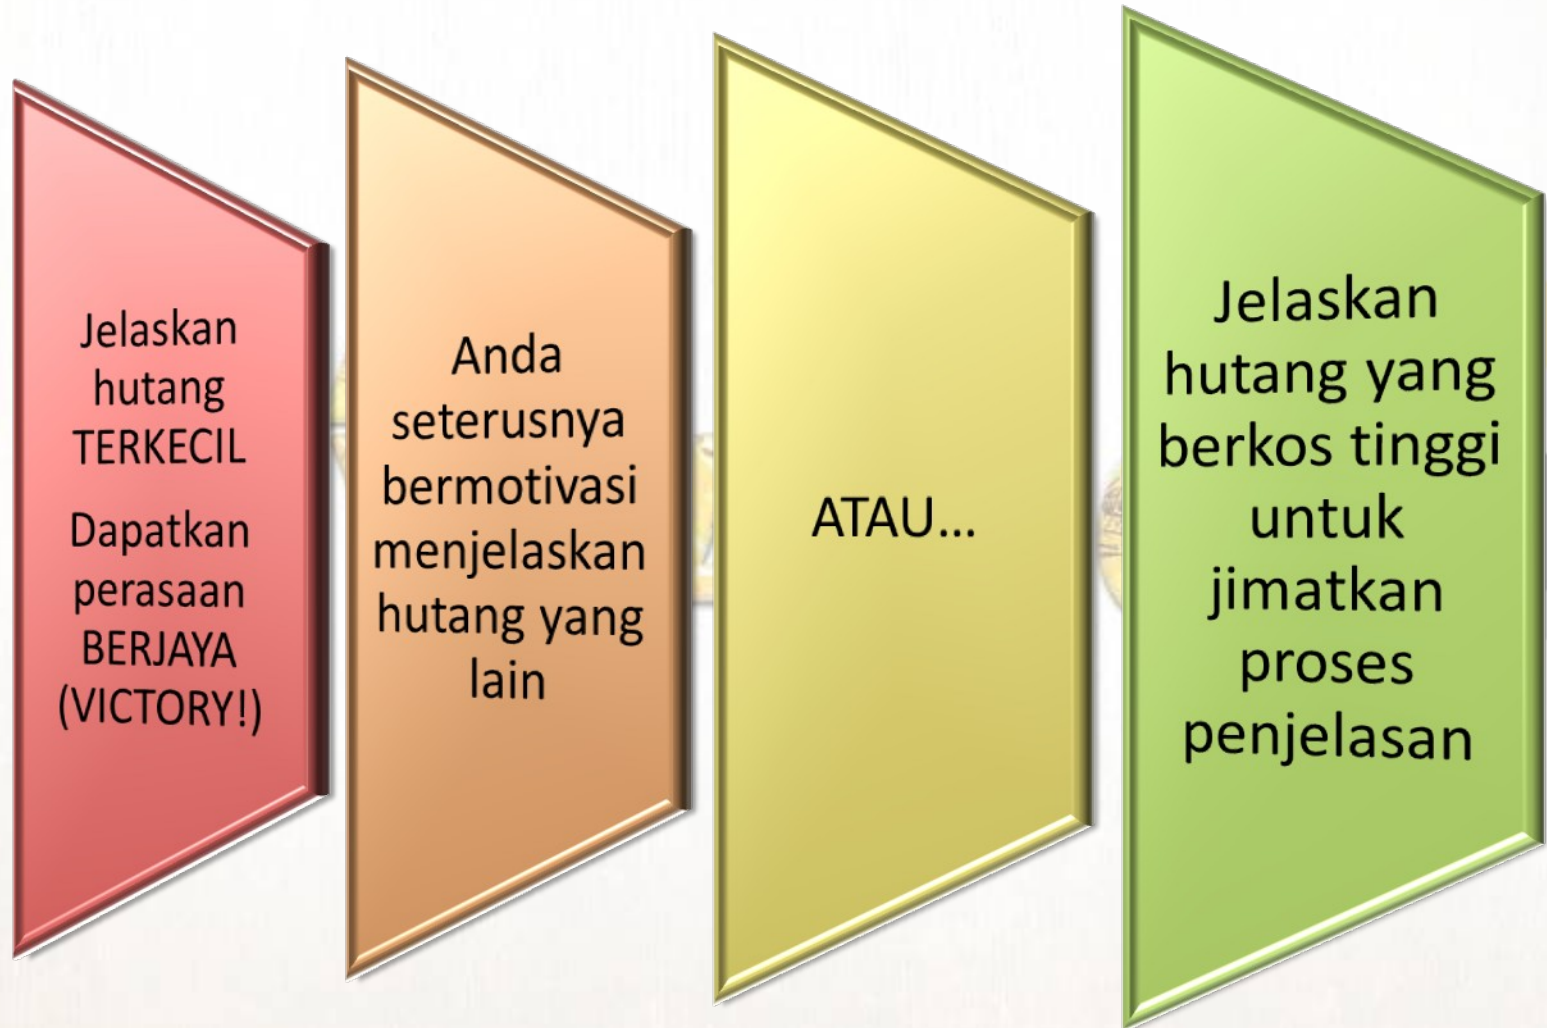 Jelaskan
hutang
TERKECIL
Dapatkan
perasaan
BERJAYA
(VICTORY!)
Anda
seterusnya
bermotivasi
menjelaskan
hutang yang
lain
ATAU...
Jelaskan
hutang yang
berkos tinggi
untuk
jimatkan
proses
penjelasan